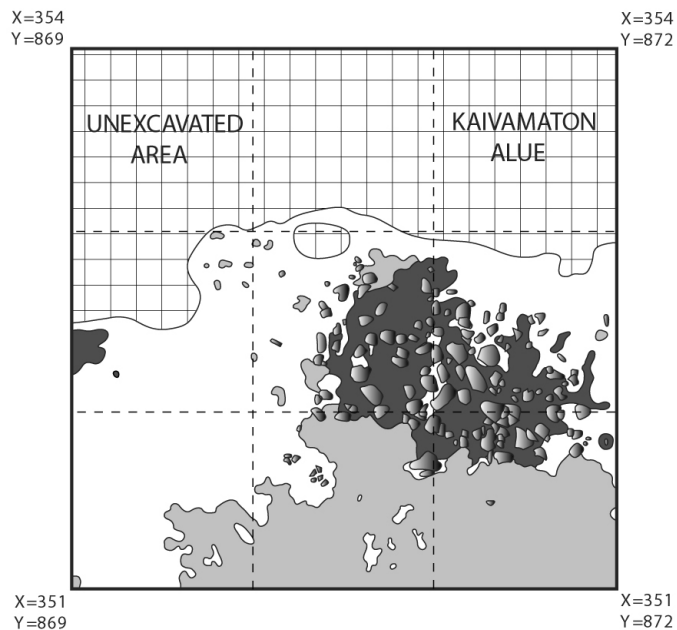 X=354
Y=869
X=354
Y=872
UNEXCAVATED
AREA
KAIVAMATON
ALUE
X=351
Y=869
X=351
Y=872